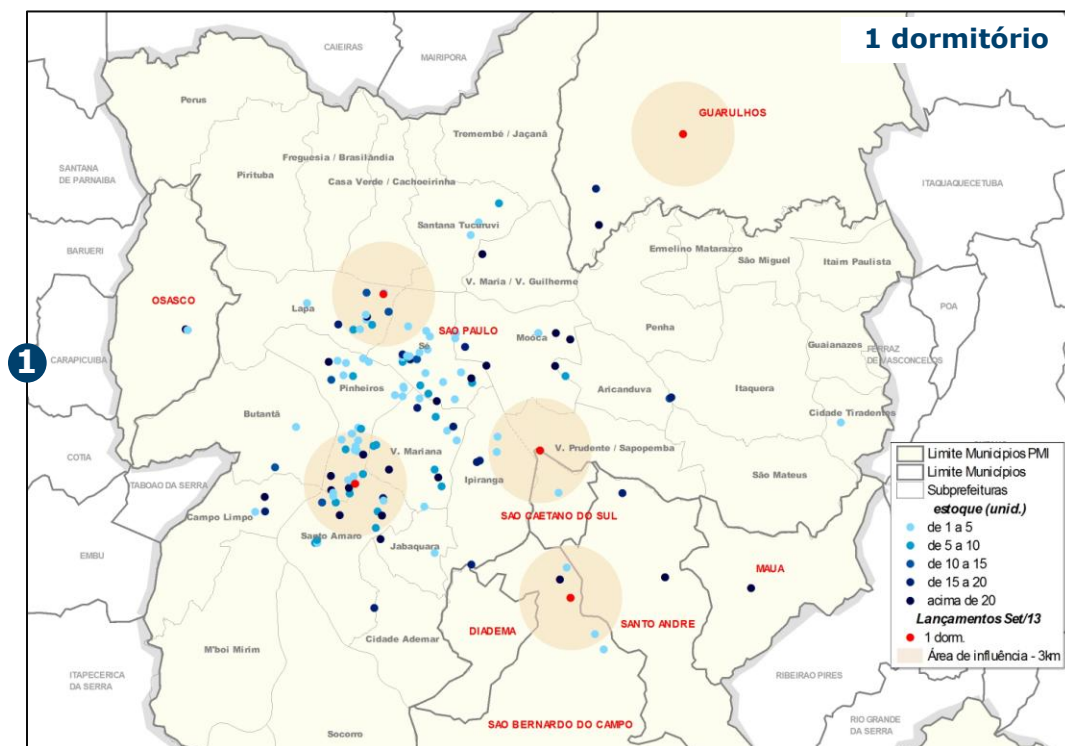 1 dormitório
CAIEIRAS
MAIRIPORA
Perus
GUARULHOS
Tremembé / Jaçanã
Freguesia / Brasilândia
SANTANA
DE PARNAIBA
Pirituba
Casa Verde / Cachoeirinha
ITAQUAQUECETUBA
Santana Tucuruvi
BARUERI
Ermelino Matarazzo
São Miguel
Itaim Paulista
V. Maria / V. Guilherme
OSASCO
Lapa
POA
SAO PAULO
Penha
Mooca
Sé
Guaianazes
1
CARAPICUIBA
FERRAZ
DE VASCONCELOS
Pinheiros
Aricanduva
Itaquera
Butantã
Cidade Tiradentes
V. Mariana
V. Prudente / Sapopemba
COTIA
Ipiranga
São Mateus
TABOAO DA SERRA
Campo Limpo
SAO CAETANO DO SUL
Santo Amaro
Jabaquara
EMBU
MAUA
DIADEMA
SANTO ANDRE
Cidade Ademar
M'boi Mirim
ITAPECERICA
DA SERRA
RIBEIRAO PIRES
SAO BERNARDO DO CAMPO
RIO GRANDE
DA SERRA
Socorro
Limite Municípios PMI
Limite Municípios
Subprefeituras
estoque (unid.)
de 1 a 5
de 5 a 10
de 10 a 15
de 15 a 20
acima de 20
Lançamentos Set/13
1 dorm.
Área de influência - 3km